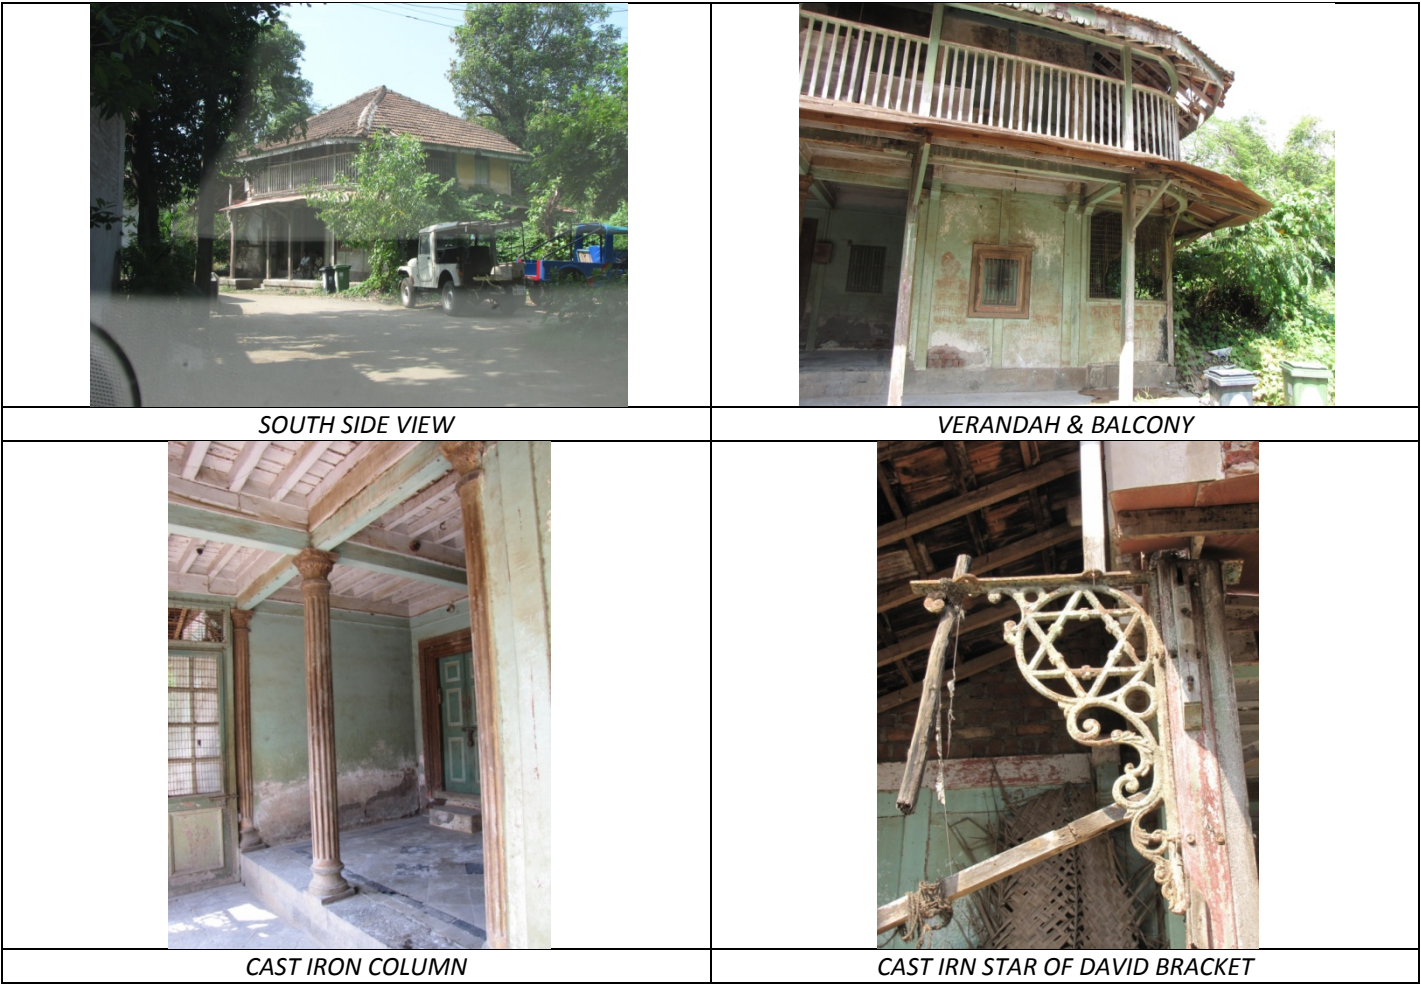 SOUTH SIDE VIEW
VERANDAH & BALCONY
CAST IRON COLUMN
CAST IRN STAR OF DAVID BRACKET